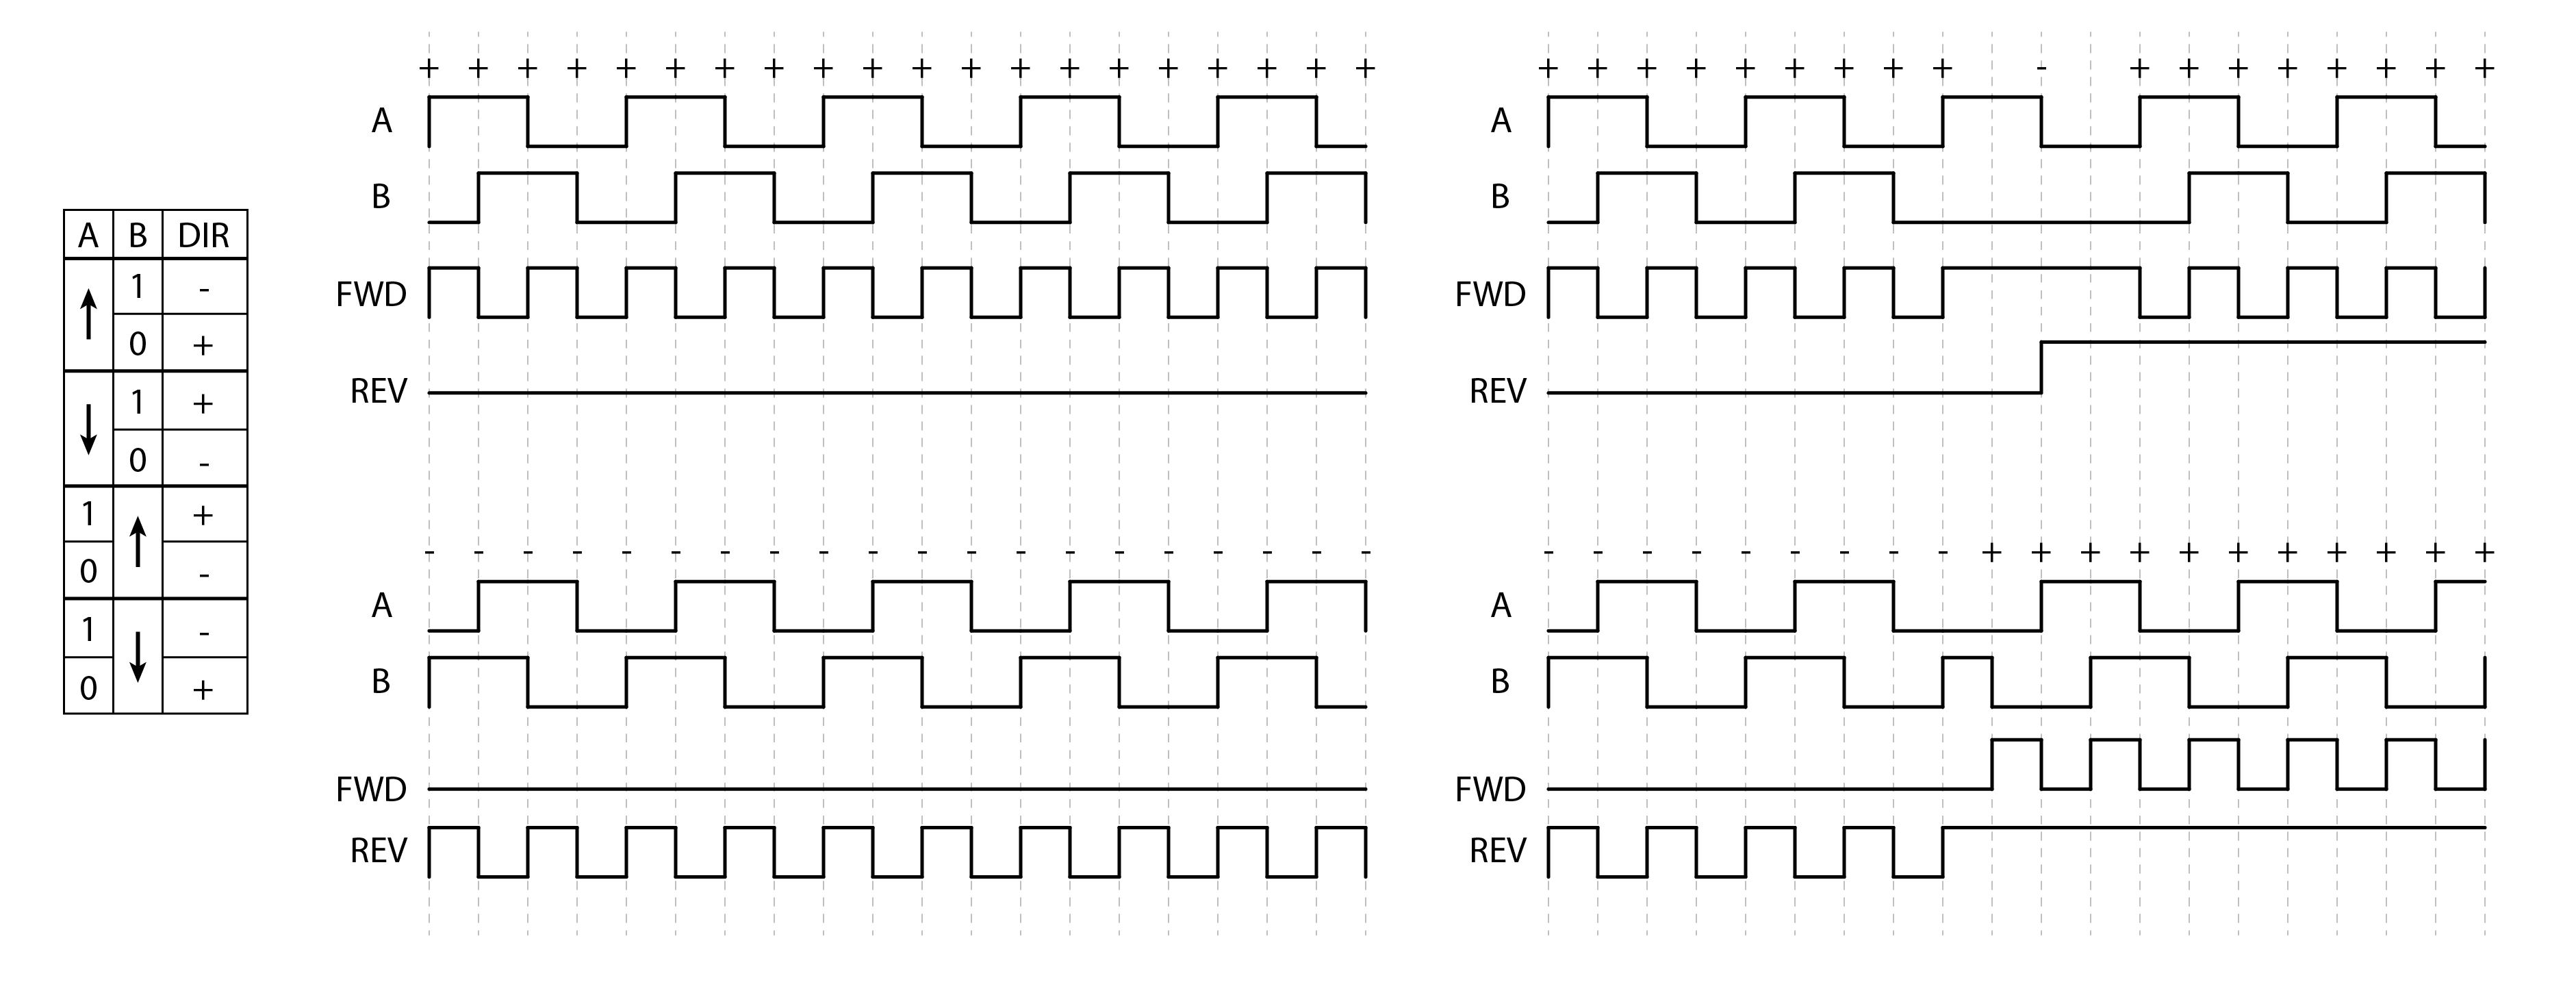 A B DIR
↑ 1 -
0 +
↓ 1 +
0 -
1 ↑ +
0 -
1 ↓ -
0 +
+ + + + + + + + + + + + + + + + + + + +
A
B
FWD
REV
+ + + + + + + + + - + + + + + + + +
A
B
FWD
REV
- - - - - - - - - - - - - - - - - - - -
A
B
FWD
REV
- - - - - - - - - + + + + + + + + + + +
A
B
FWD
REV